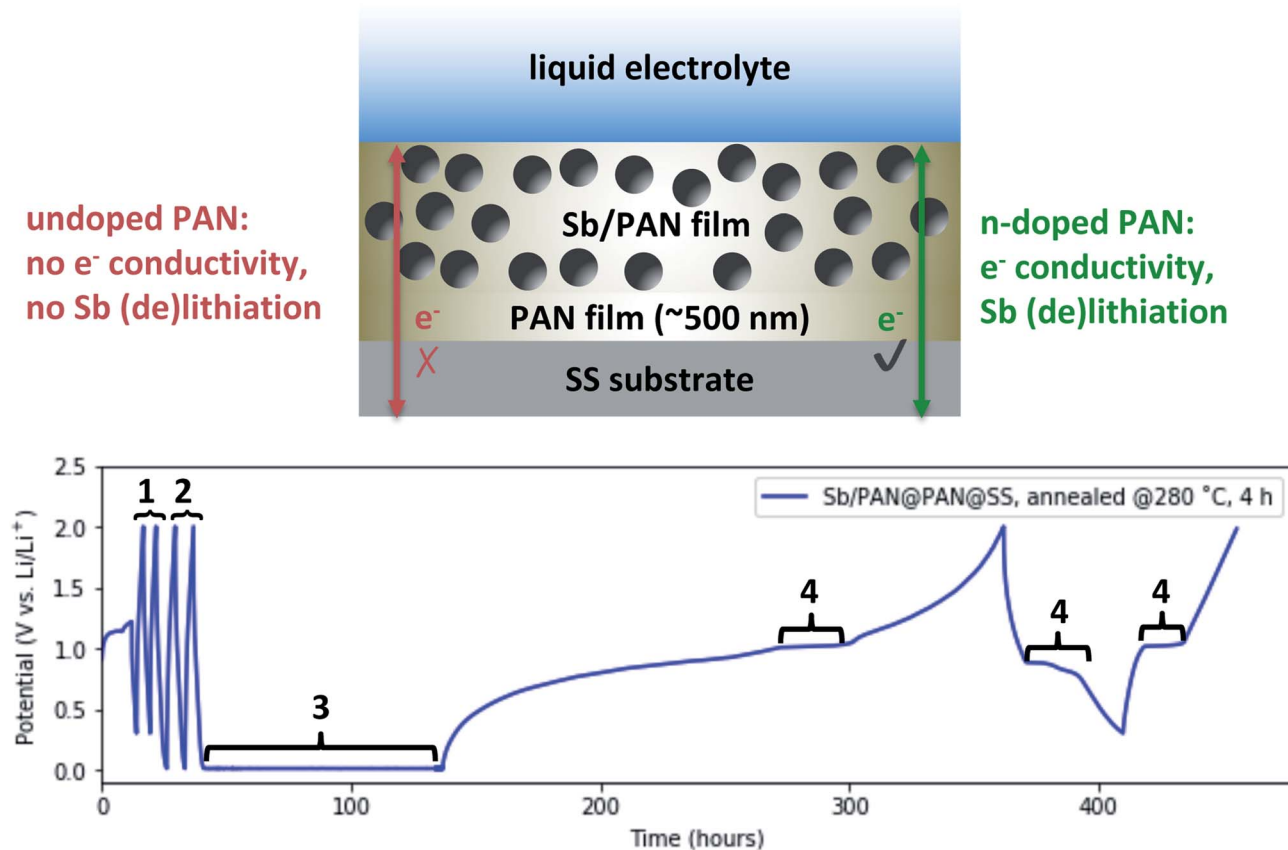 liquid electrolyte
undoped PAN:
no e⁻ conductivity,
no Sb (de)lithiation
Sb/PAN film
n-doped PAN:
e⁻ conductivity,
Sb (de)lithiation
e⁻
PAN film (~500 nm)
e⁻
SS substrate
2.5
2.0
1.5
1.0
0.5
0.0
Potential (V vs. Li/Li⁺)
1
2
3
4
4
4
Sb/PAN@PAN@SS, annealed @280 °C, 4 h
0
100
200
300
400
Time (hours)